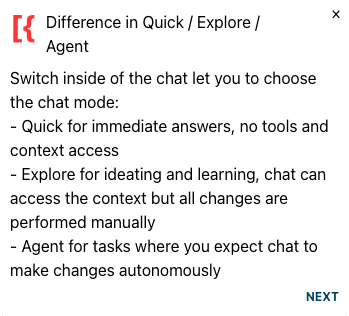 [{ Difference in Quick / Explore /
Agent
×
Switch inside of the chat let you to choose
the chat mode:
- Quick for immediate answers, no tools and
context access
- Explore for ideating and learning, chat can
access the context but all changes are
performed manually
- Agent for tasks where you expect chat to
make changes autonomously
NEXT